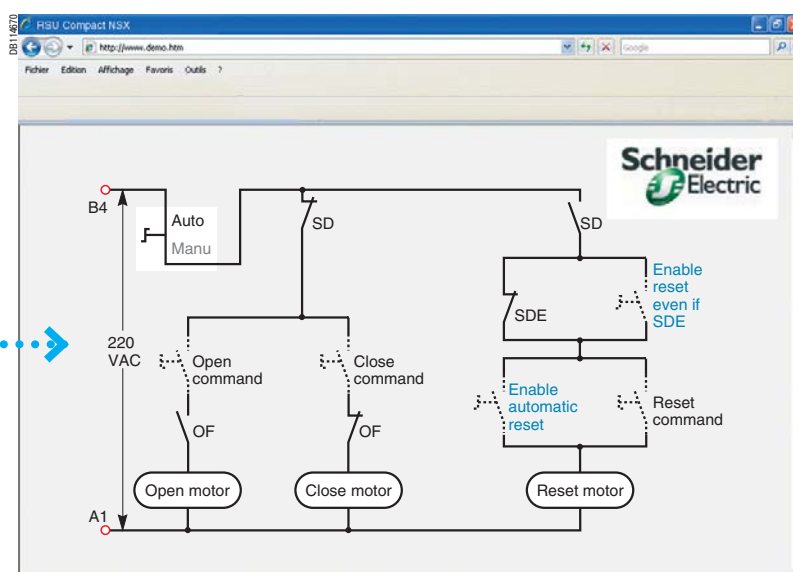 DB114670
RSU Compact NSX
http://www.demo.htm
Google
Fichier Edition Affichage Favoris Outils ?
Schneider
Electric
B4
Auto
Manu
SD
SD
Enable
reset
even if
SDE
SDE
220
VAC
Open
command
Close
command
Enable
automatic
reset
Reset
command
OF
OF
Open motor
Close motor
Reset motor
A1